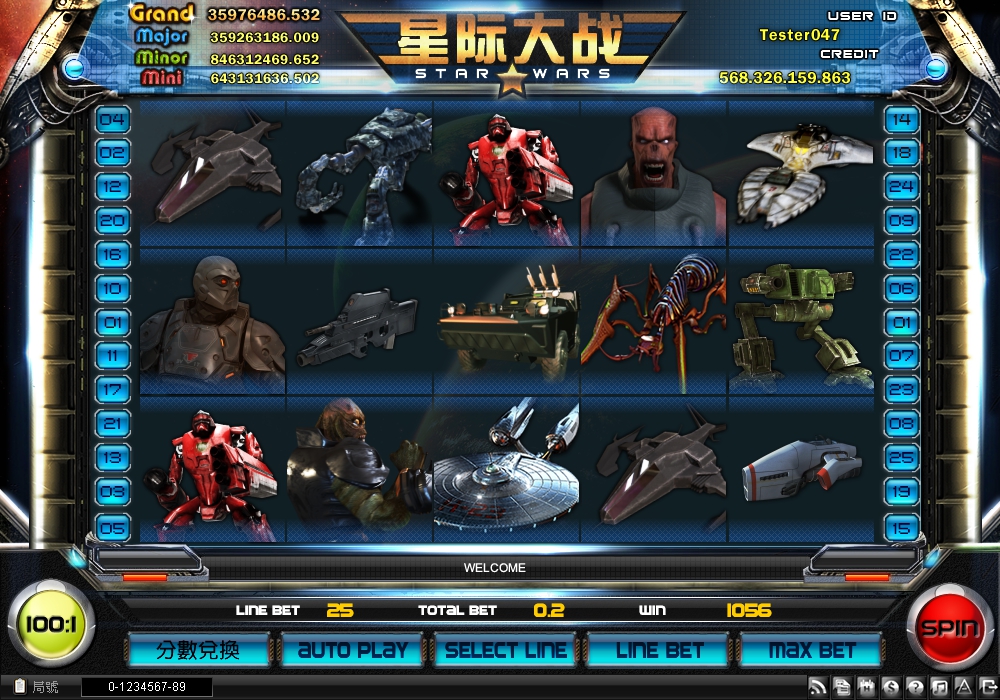 Grand 35976486.532
Major 359263186.009
Minor 846312469.652
Mini 643131636.502
星际大战
STAR WARS
USER ID
Tester047
CREDIT
568.326.159.863
04
02
12
20
16
10
01
11
17
21
13
03
05
14
18
24
09
22
06
01
07
23
08
25
19
15
WELCOME
LINE BET 25 TOTAL BET 0.2 WIN 1056
100:1
分數兌換 AUTO PLAY SELECT LINE LINE BET MAX BET
SPIN
局號 0-1234567-89